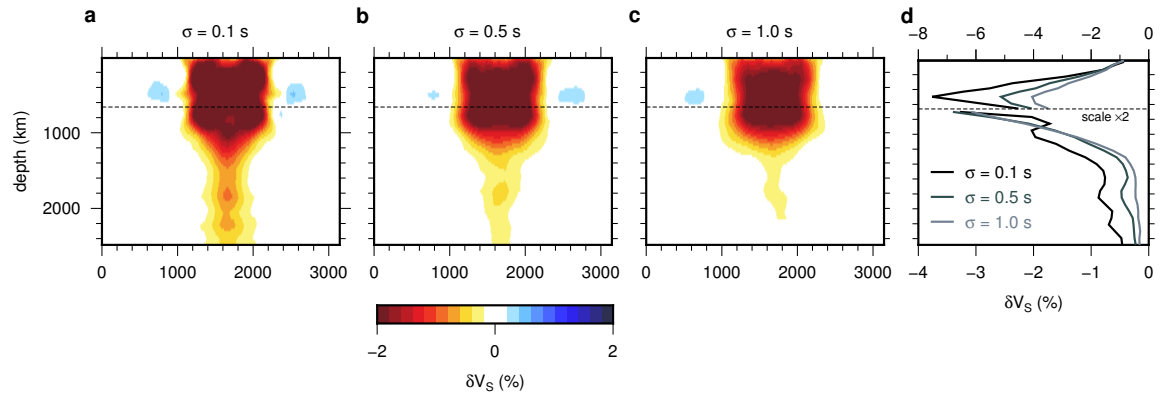 a
σ = 0.1 s
b
σ = 0.5 s
c
σ = 1.0 s
d
−8 −6 −4 −2 0
depth (km)
1000
2000
0 1000 2000 3000
0 1000 2000 3000
0 1000 2000 3000
scale ×2
σ = 0.1 s
σ = 0.5 s
σ = 1.0 s
−4 −3 −2 −1 0
δVS (%)
−2 0 2
δVS (%)